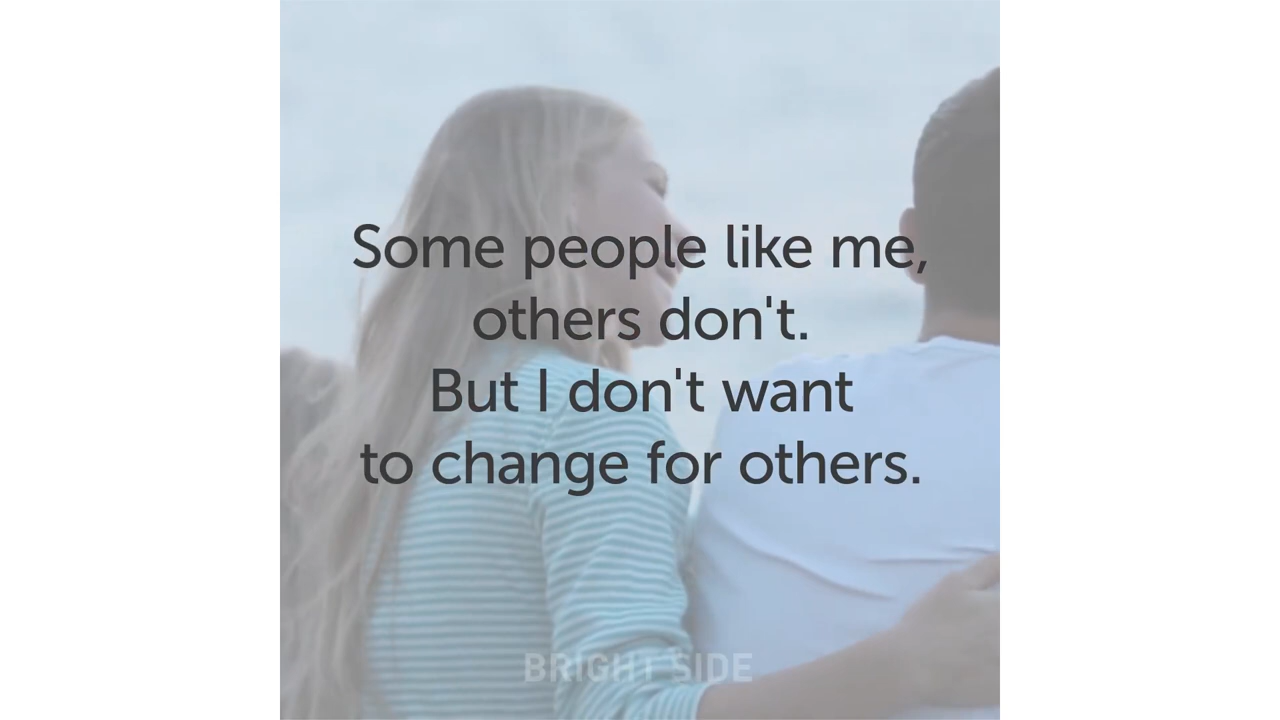 Some people like me,
others don't.
But I don't want
to change for others.
BRIGHT SIDE